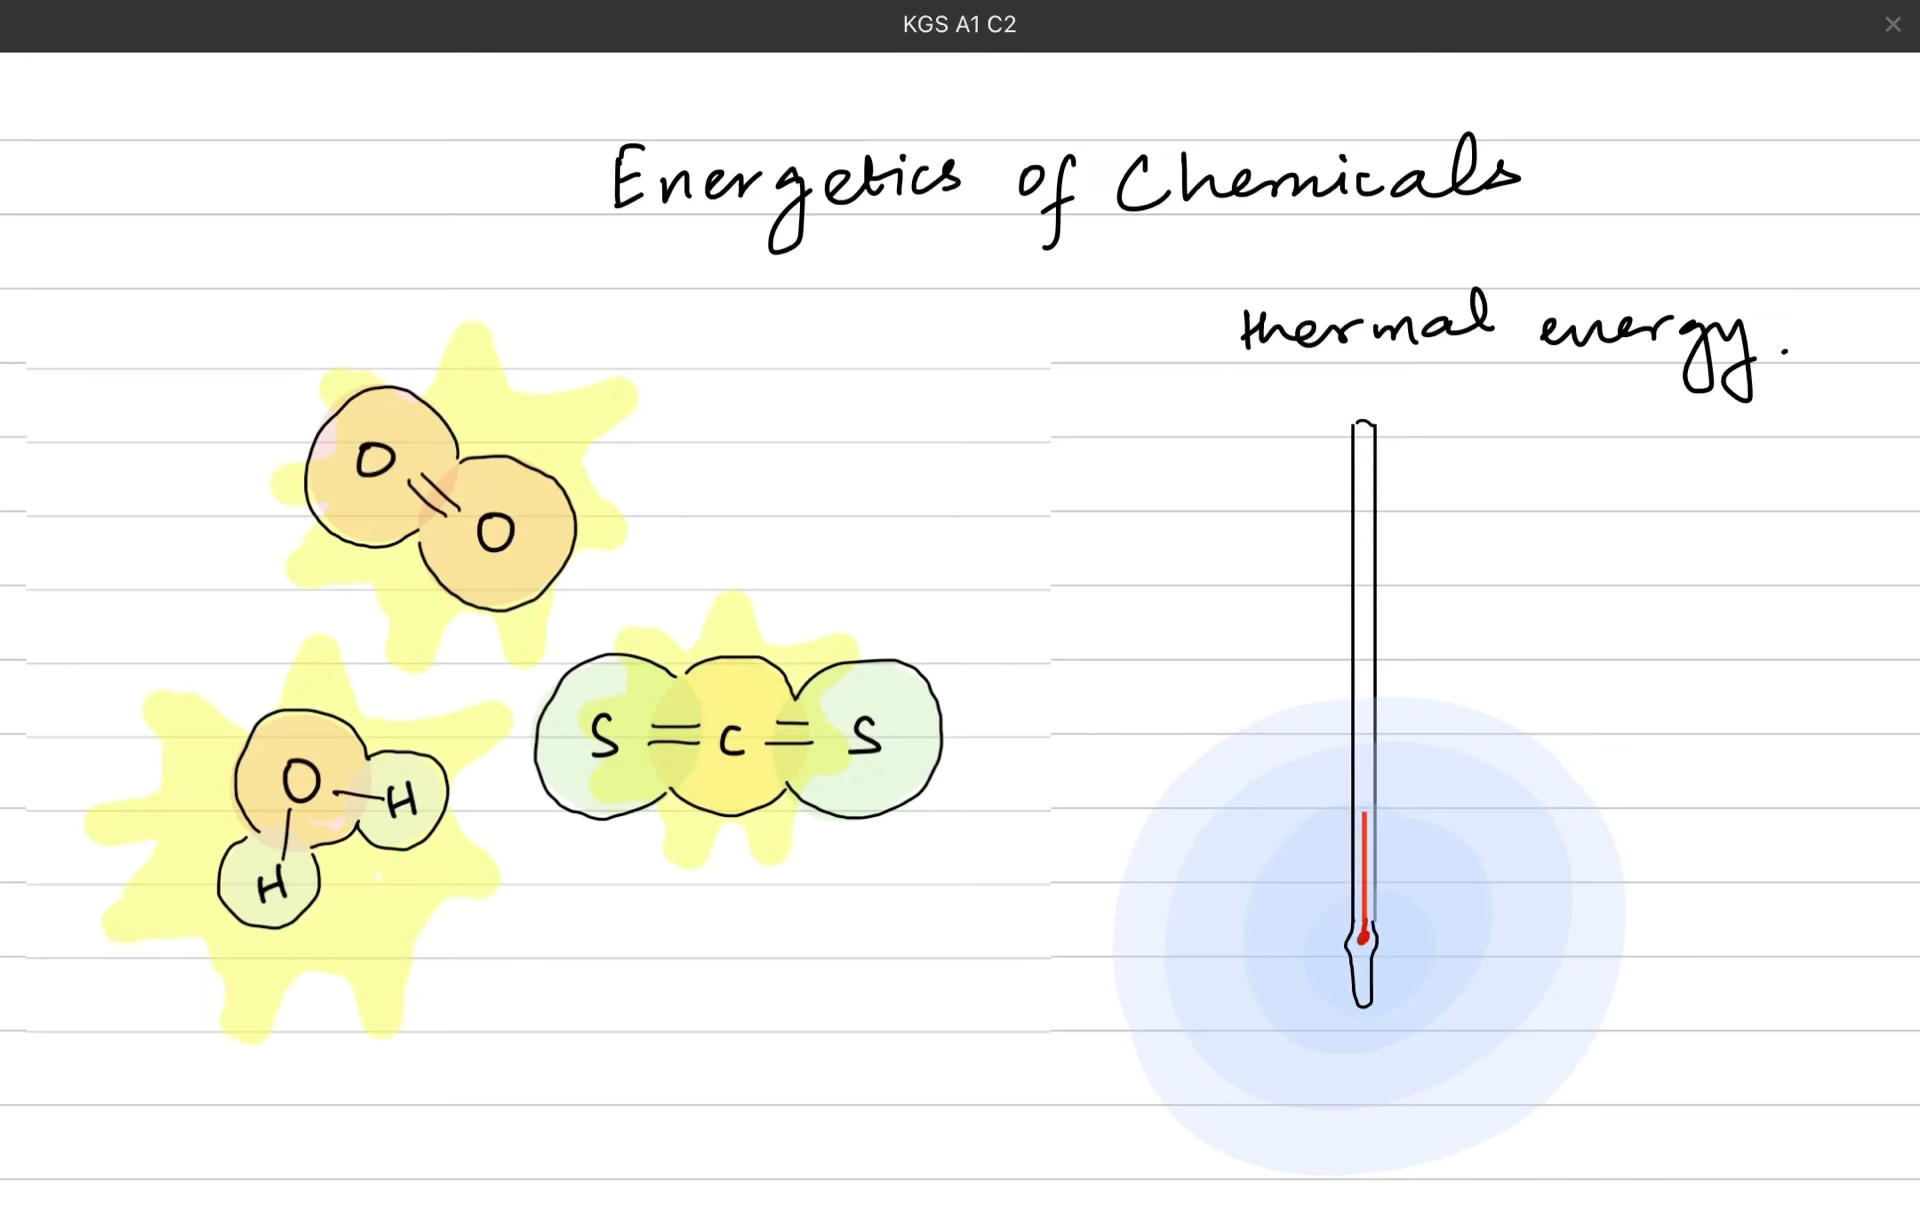 KGS A1 C2
Energetics of Chemicals
thermal energy.
O
O
S = C = S
O
H
H